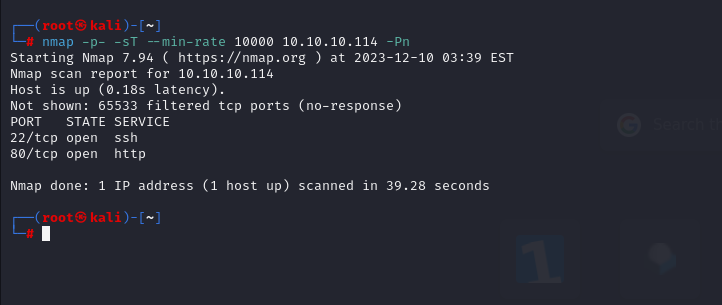 ┌──(root㉿kali)-[~]
└─# nmap -p- -sT --min-rate 10000 10.10.10.114 -Pn
Starting Nmap 7.94 ( https://nmap.org ) at 2023-12-10 03:39 EST
Nmap scan report for 10.10.10.114
Host is up (0.18s latency).
Not shown: 65533 filtered tcp ports (no-response)
PORT   STATE SERVICE
22/tcp open  ssh
80/tcp open  http
Nmap done: 1 IP address (1 host up) scanned in 39.28 seconds
┌──(root㉿kali)-[~]
└─#
Search
1